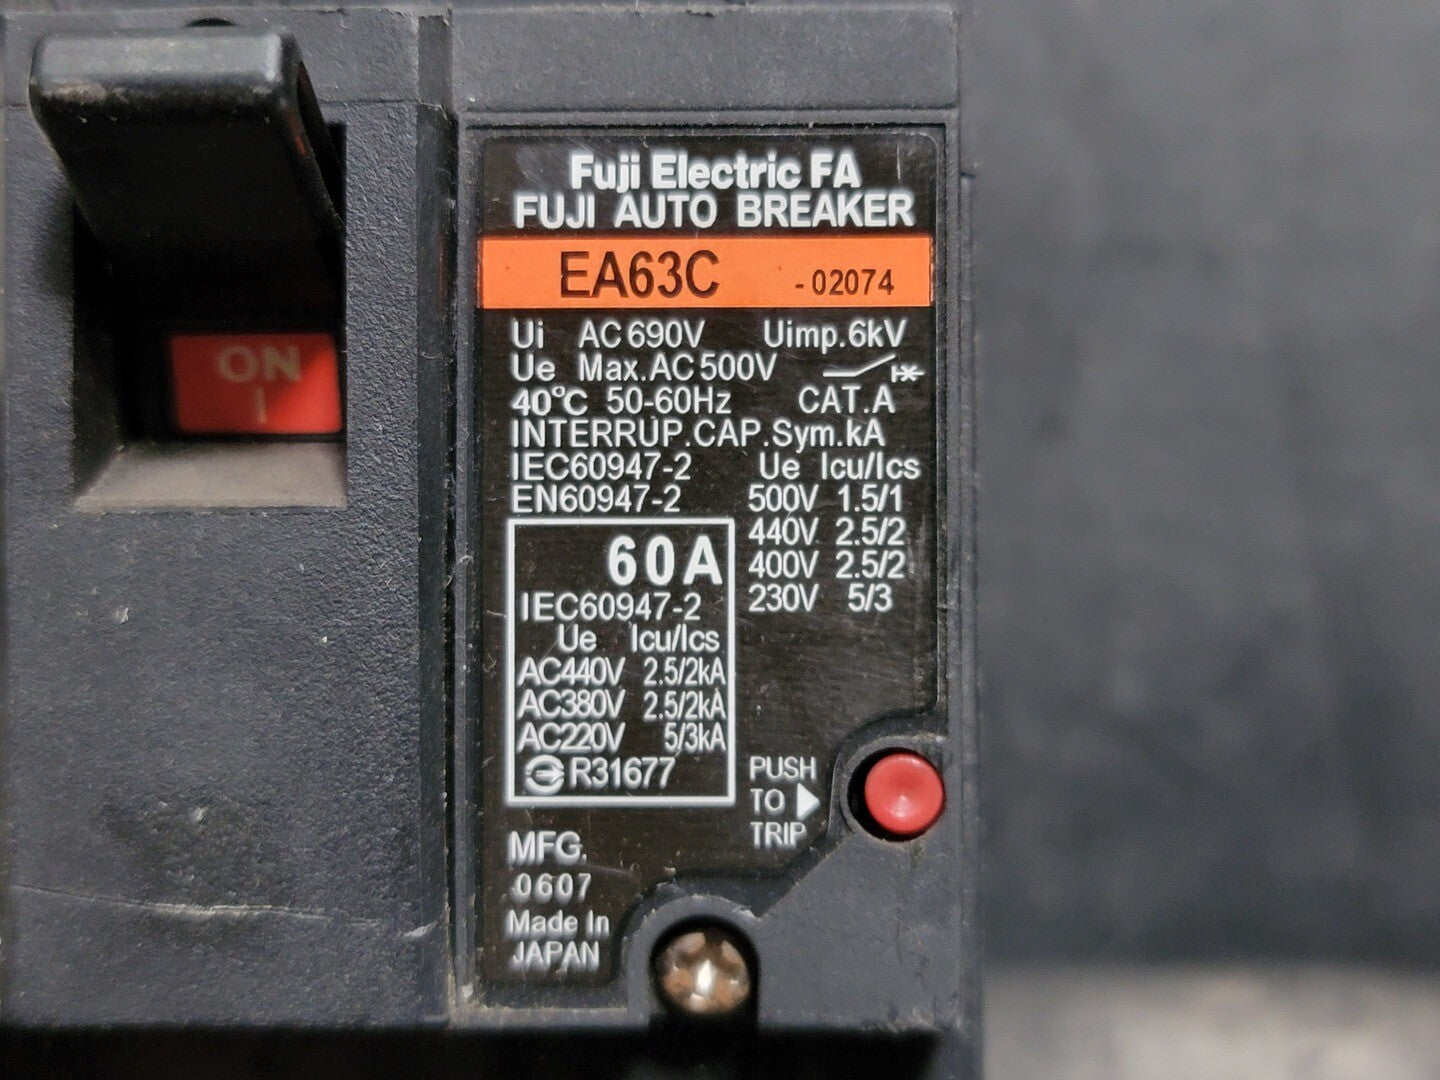 ON
I
Fuji Electric FA
FUJI AUTO BREAKER
EA63C -02074
Ui AC690V Uimp.6kV
Ue Max.AC500V
40°C 50-60Hz CAT.A
INTERRUP.CAP.Sym.kA
IEC60947-2 Ue Icu/Ics
EN60947-2 500V 1.5/1
440V 2.5/2
400V 2.5/2
230V 5/3
60A
IEC60947-2
Ue Icu/Ics
AC440V 2.5/2kA
AC380V 2.5/2kA
AC220V 5/3kA
R31677
PUSH
TO
TRIP
MFG.
0607
Made In
JAPAN